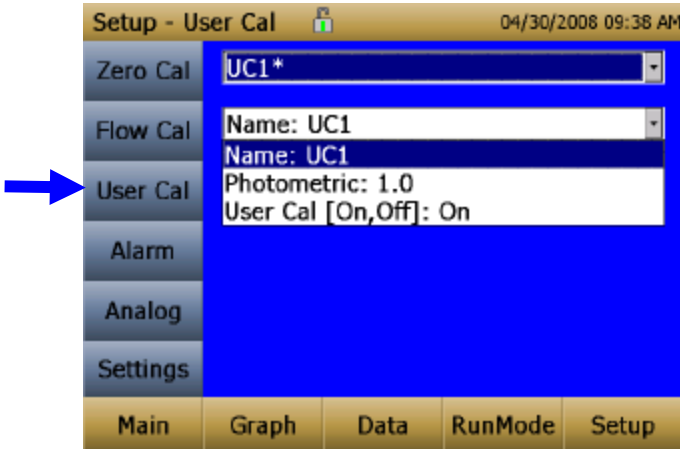 Setup - User Cal 04/30/2008 09:38 AM
Zero Cal
UC1*
Flow Cal
Name: UC1
Name: UC1
User Cal
Photometric: 1.0
User Cal [On,Off]: On
Alarm
Analog
Settings
Main Graph Data RunMode Setup